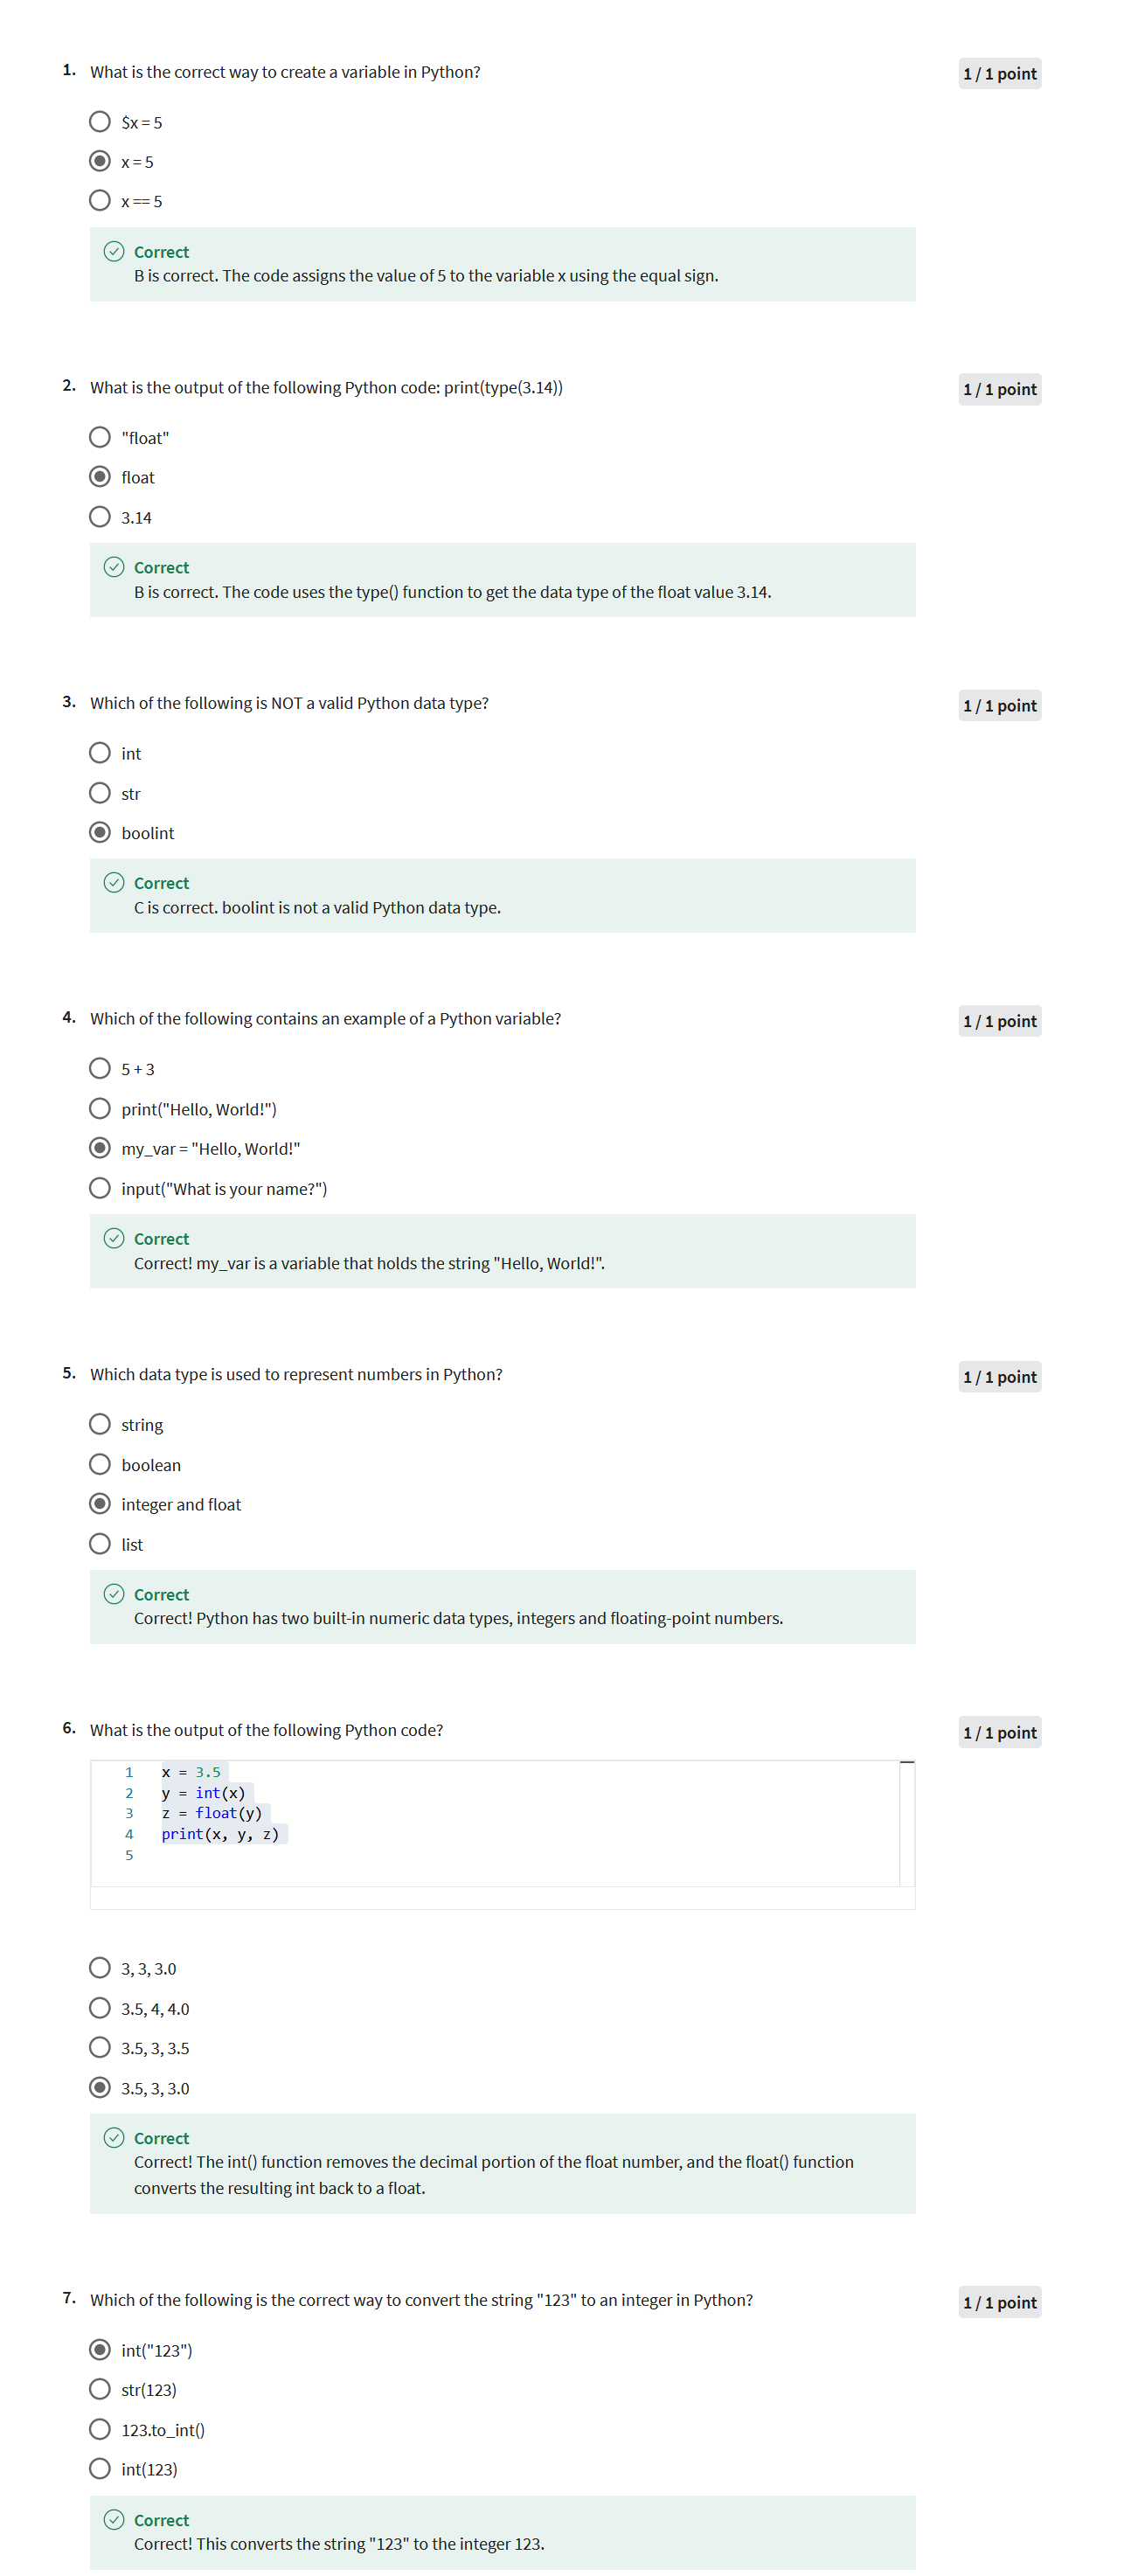 1. What is the correct way to create a variable in Python?
1 / 1 point
$x = 5
x = 5
x == 5
Correct
B is correct. The code assigns the value of 5 to the variable x using the equal sign.
2. What is the output of the following Python code: print(type(3.14))
1 / 1 point
"float"
float
3.14
Correct
B is correct. The code uses the type() function to get the data type of the float value 3.14.
3. Which of the following is NOT a valid Python data type?
1 / 1 point
int
str
boolint
Correct
C is correct. boolint is not a valid Python data type.
4. Which of the following contains an example of a Python variable?
1 / 1 point
5 + 3
print("Hello, World!")
my_var = "Hello, World!"
input("What is your name?")
Correct
Correct! my_var is a variable that holds the string "Hello, World!".
5. Which data type is used to represent numbers in Python?
1 / 1 point
string
boolean
integer and float
list
Correct
Correct! Python has two built-in numeric data types, integers and floating-point numbers.
6. What is the output of the following Python code?
1 / 1 point
1 x = 3.5
2 y = int(x)
3 z = float(y)
4 print(x, y, z)
5
3, 3, 3.0
3.5, 4, 4.0
3.5, 3, 3.5
3.5, 3, 3.0
Correct
Correct! The int() function removes the decimal portion of the float number, and the float() function
converts the resulting int back to a float.
7. Which of the following is the correct way to convert the string "123" to an integer in Python?
1 / 1 point
int("123")
str(123)
123.to_int()
int(123)
Correct
Correct! This converts the string "123" to the integer 123.